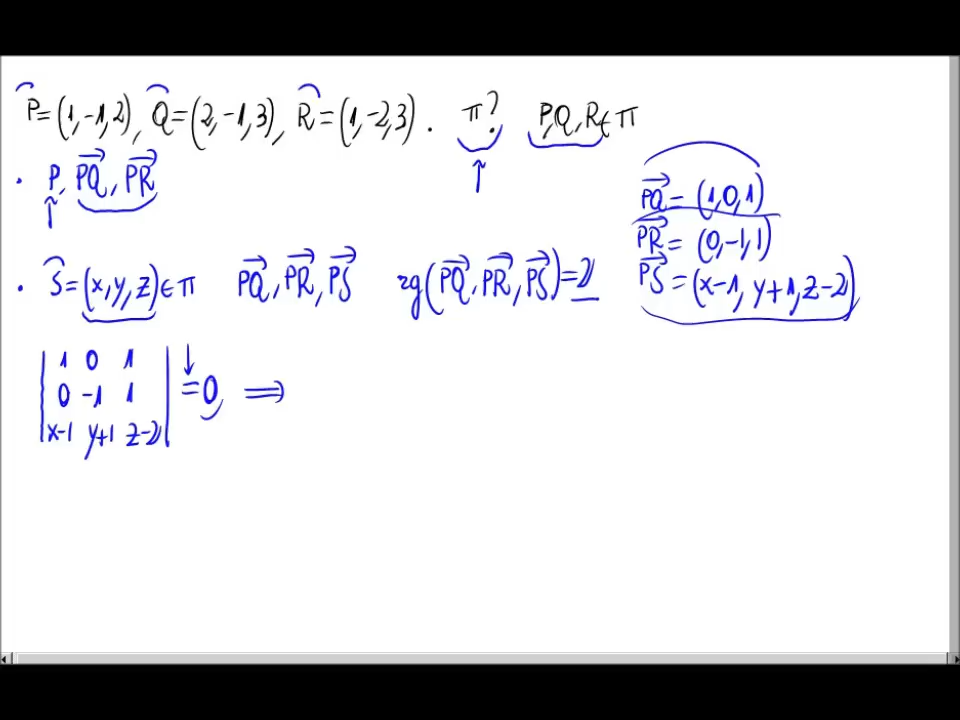 P=(1,-1,2), Q=(2,-1,3), R=(1,-2,3). π? P,Q,R∈π
· P, PQ⃗, PR⃗
PQ⃗ = (1,0,1)
PR⃗ = (0,-1,1)
PS⃗ = (x-1, y+1, z-2)
· S=(x,y,z)∈π PQ⃗, PR⃗, PS⃗ rg(PQ⃗, PR⃗, PS⃗)=2
| 1 0 1 |
| 0 -1 1 | =0, ⟹
| x-1 y+1 z-2 |